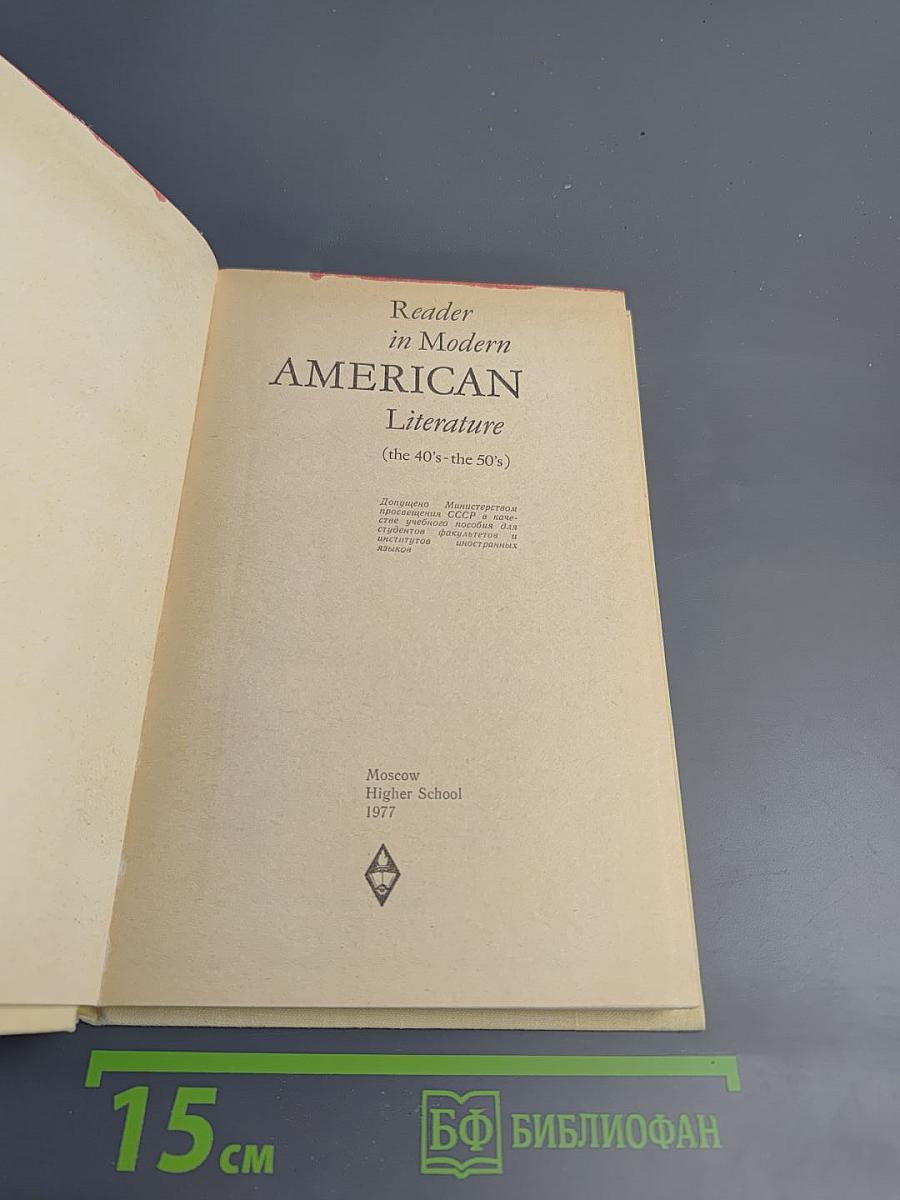 Reader
in Modern
AMERICAN
Literature
(the 40's-the 50's)
Допущено Министерством
просвещения СССР в каче-
стве учебного пособия для
студентов факультетов и
институтов иностранных
языков
Moscow
Higher School
1977
15 см
БФ БИБЛИОФАН